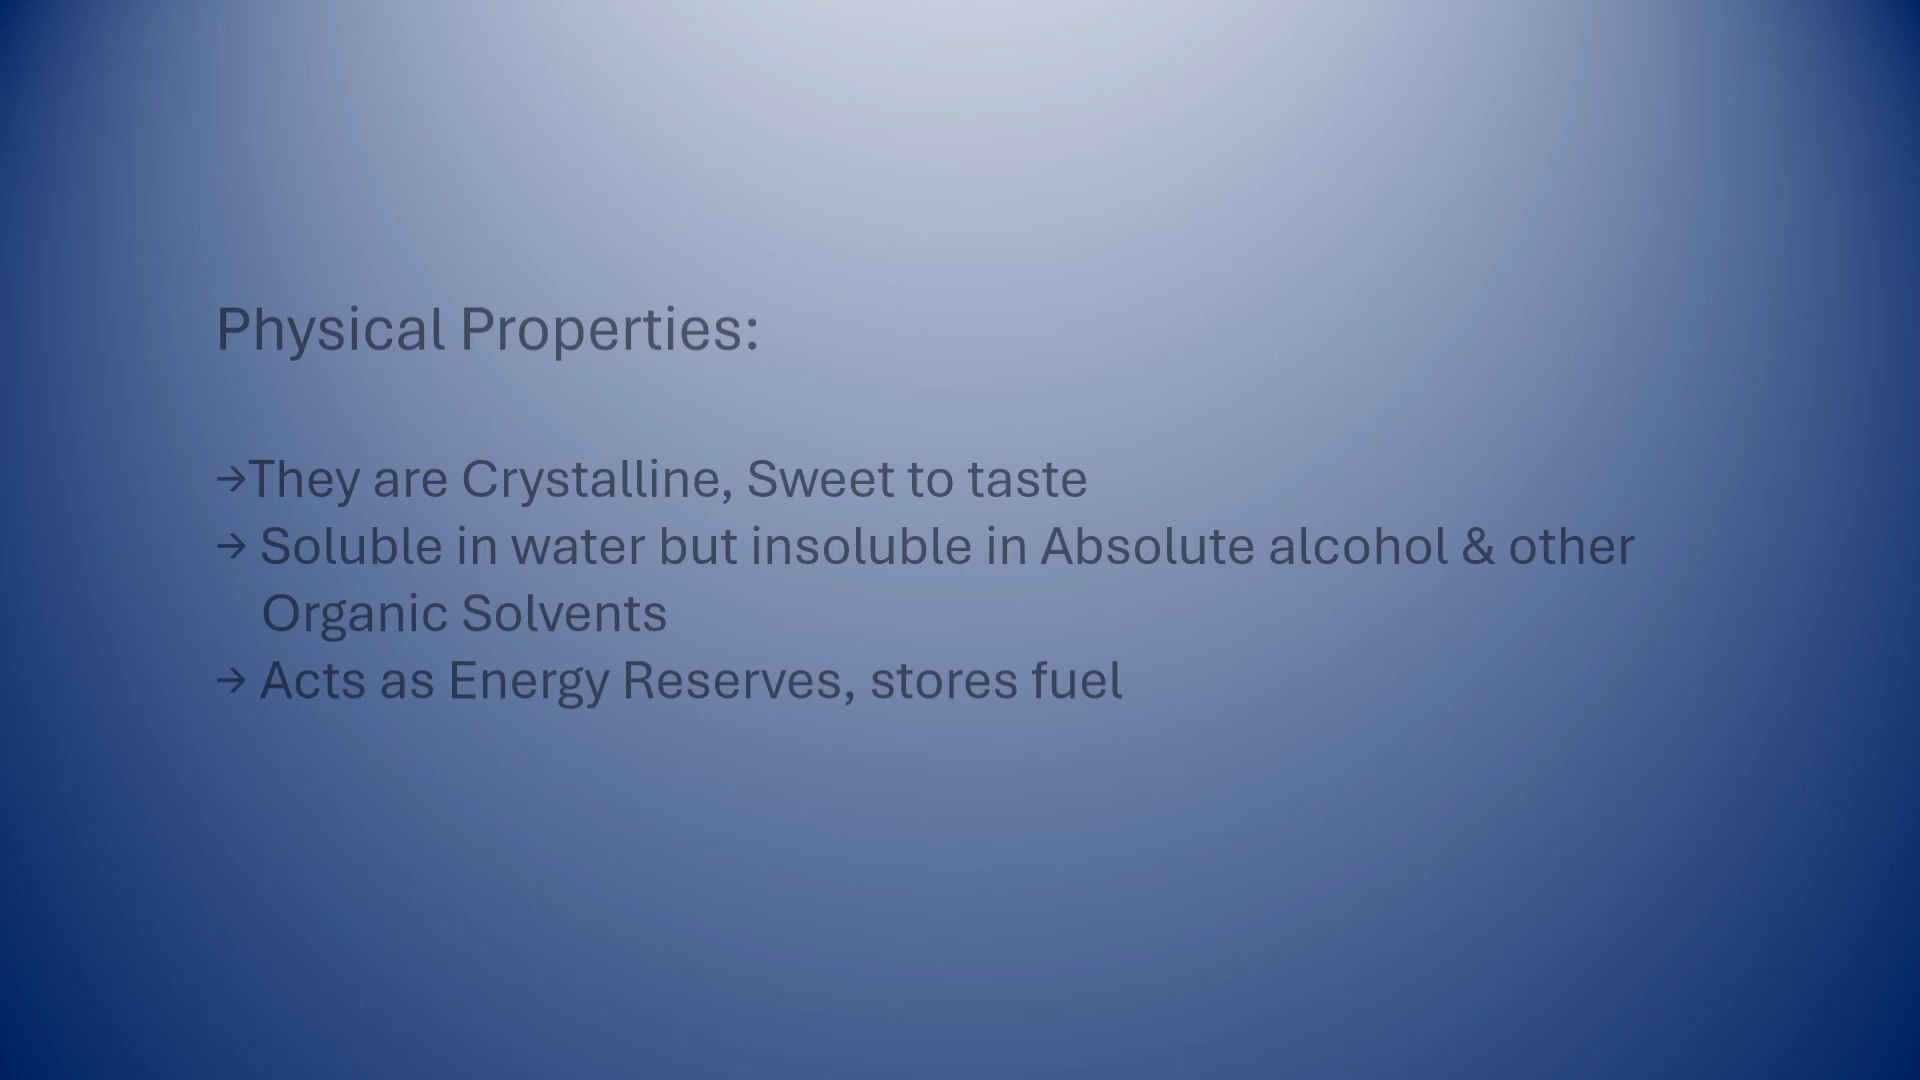 Physical Properties:
→They are Crystalline, Sweet to taste
→ Soluble in water but insoluble in Absolute alcohol & other
Organic Solvents
→ Acts as Energy Reserves, stores fuel